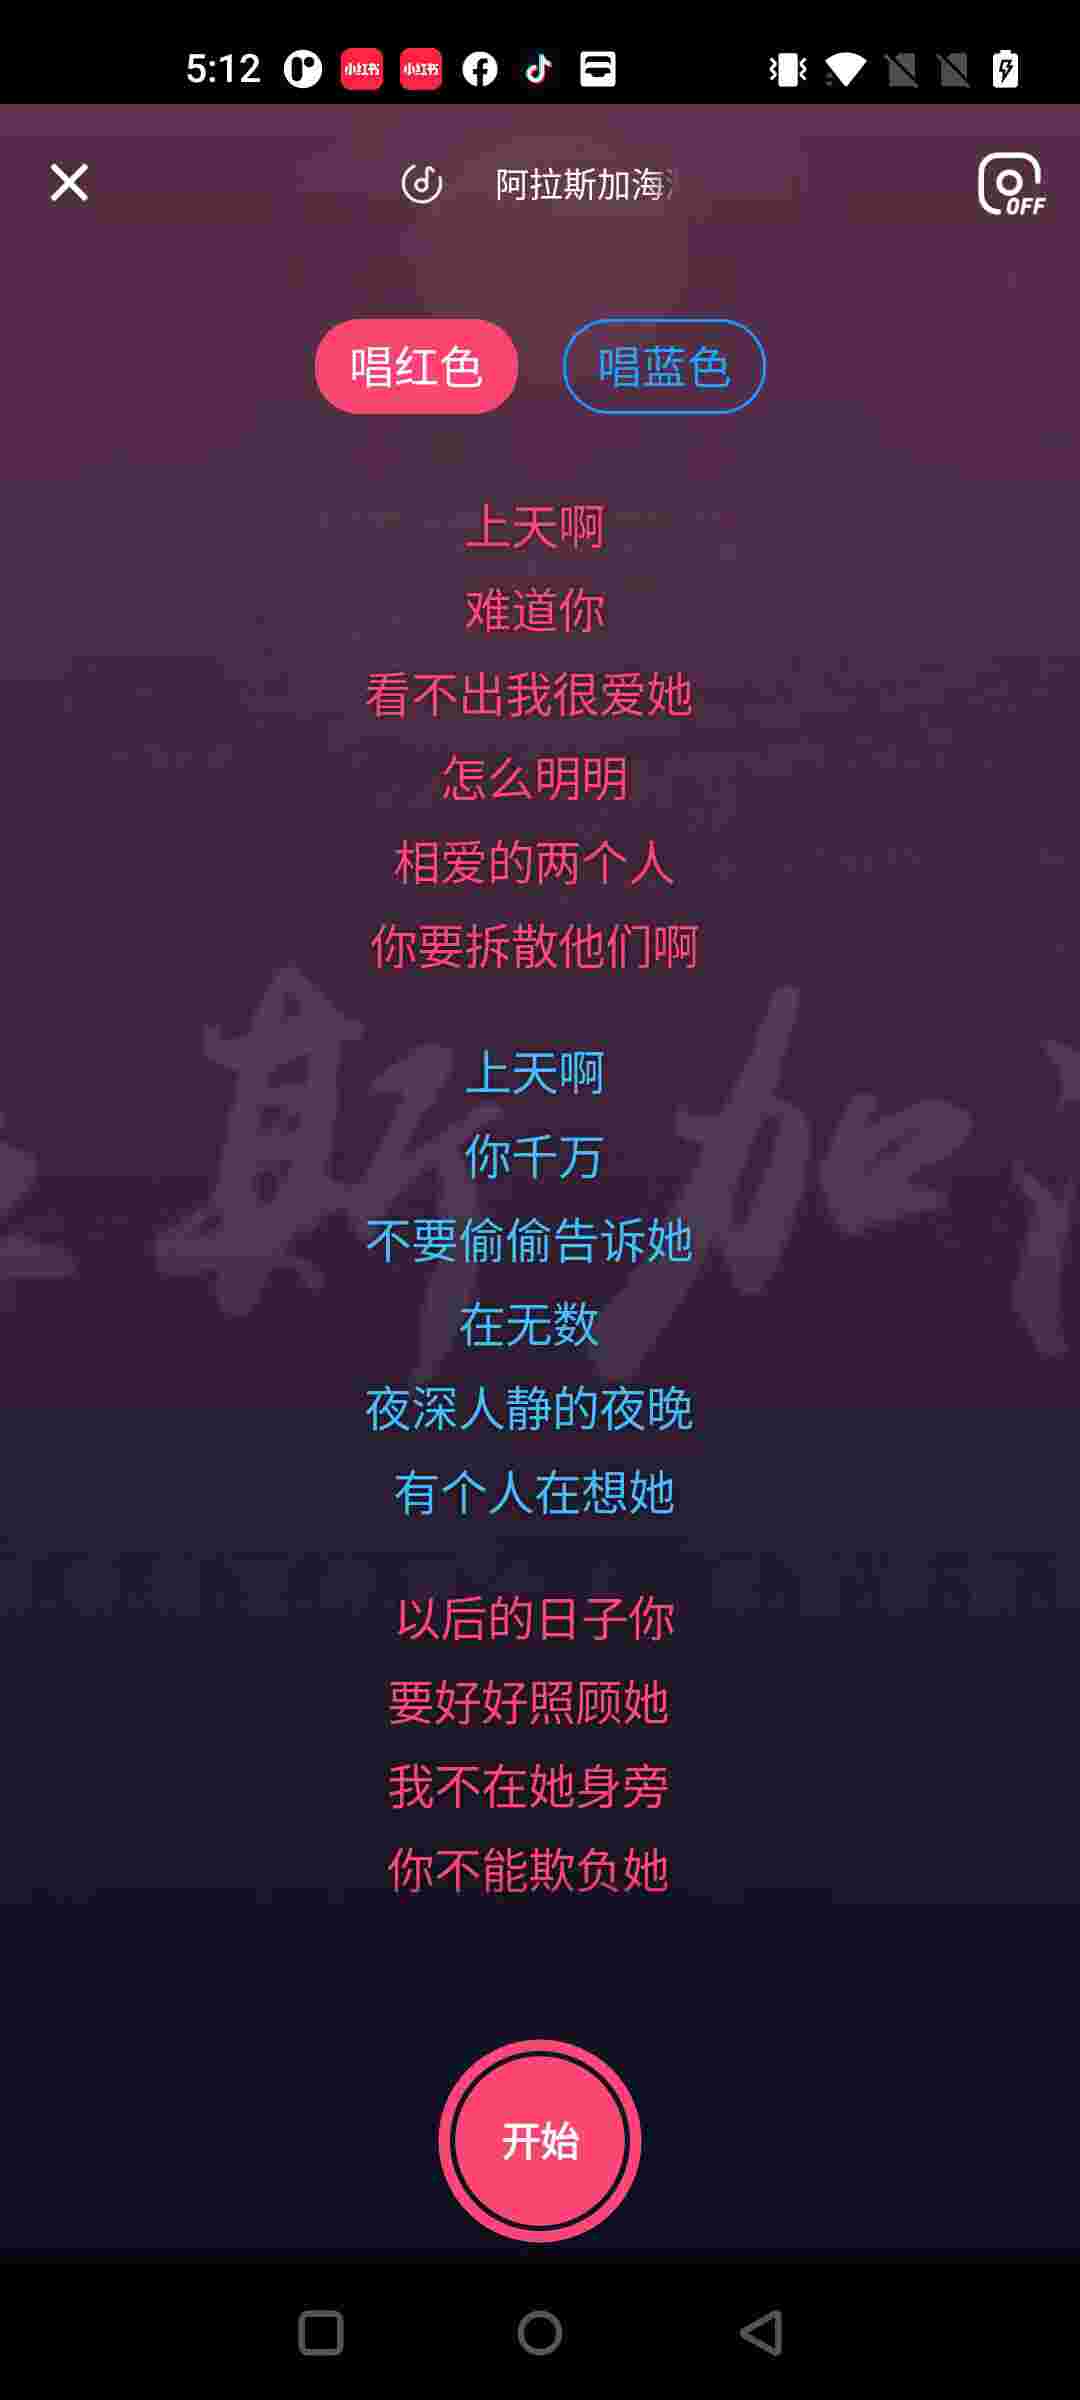 5:12
小红书
小红书
阿拉斯加海
OFF
唱红色
唱蓝色
上天啊
难道你
看不出我很爱她
怎么明明
相爱的两个人
你要拆散他们啊
上天啊
你千万
不要偷偷告诉她
在无数
夜深人静的夜晚
有个人在想她
以后的日子你
要好好照顾她
我不在她身旁
你不能欺负她
斯加
开始